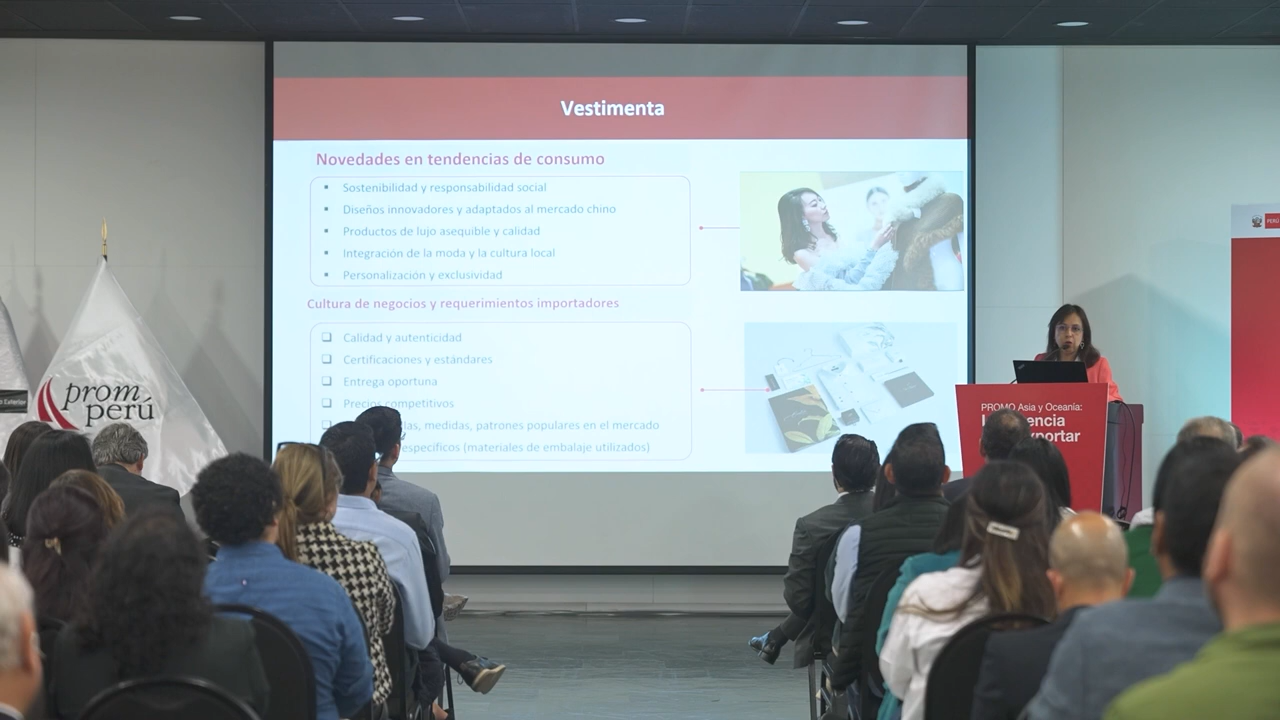 Vestimenta
Novedades en tendencias de consumo
Sostenibilidad y responsabilidad social
Diseños innovadores y adaptados al mercado chino
Productos de lujo asequible y calidad
Integración de la moda y la cultura local
Personalización y exclusividad
Cultura de negocios y requerimientos importadores
Calidad y autenticidad
Certificaciones y estándares
Entrega oportuna
Precios competitivos
medidas, patrones populares en el mercado
específicos (materiales de embalaje utilizados)
prom
perú
PROMO Asia y Oceanía:
PERÚ